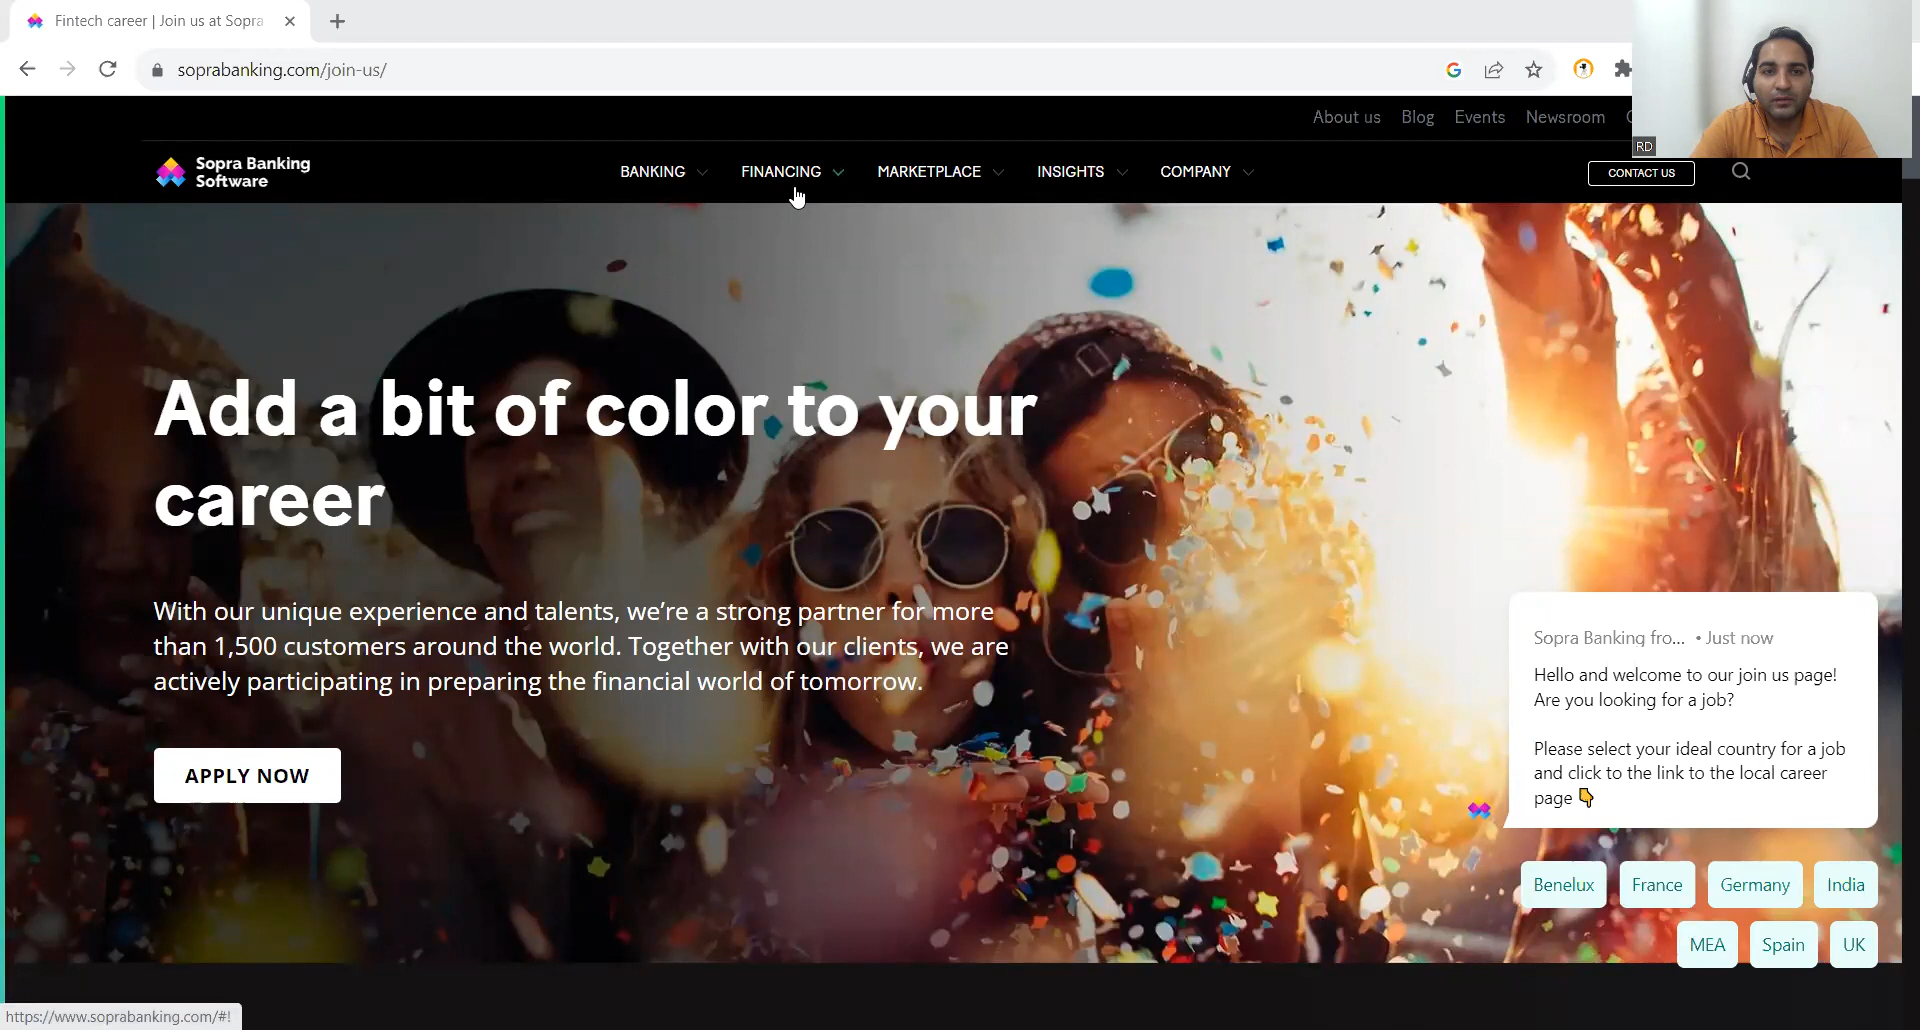 Fintech career | Join us at Sopra
soprabanking.com/join-us/
RD
About us Blog Events Newsroom
Sopra Banking
Software
BANKING FINANCING MARKETPLACE INSIGHTS COMPANY CONTACT US
Add a bit of color to your
career
With our unique experience and talents, we’re a strong partner for more
than 1,500 customers around the world. Together with our clients, we are
actively participating in preparing the financial world of tomorrow.
APPLY NOW
Sopra Banking fro... • Just now
Hello and welcome to our join us page!
Are you looking for a job?
Please select your ideal country for a job
and click to the link to the local career
page 👇
Benelux France Germany India
MEA Spain UK
https://www.soprabanking.com/#!